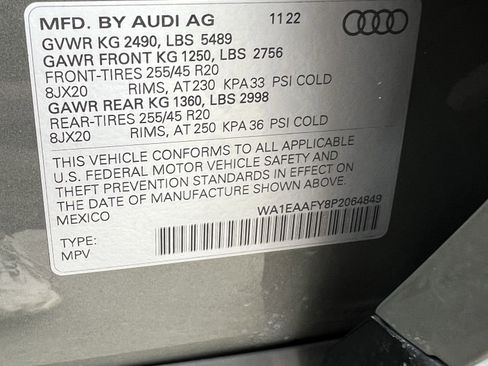 MFD. BY AUDI AG 11 22
GVWR KG 2490, LBS 5489
GAWR FRONT KG 1250, LBS 2756
FRONT-TIRES 255/45 R20
8JX20 RIMS, AT 230 KPA 33 PSI COLD
GAWR REAR KG 1360, LBS 2998
REAR-TIRES 255/45 R20
8JX20 RIMS, AT 250 KPA 36 PSI COLD
THIS VEHICLE CONFORMS TO ALL APPLICABLE
U.S. FEDERAL MOTOR VEHICLE SAFETY AND
THEFT PREVENTION STANDARDS IN EFFECT ON
THE DATE OF MANUFACTURE SHOWN ABOVE.
MEXICO
WA1EAAFY8P2064849
TYPE:
MPV